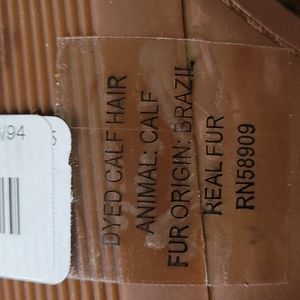 DYED CALF HAIR
ANIMAL: CALF
FUR ORIGIN: BRAZIL
REAL FUR
RN58909